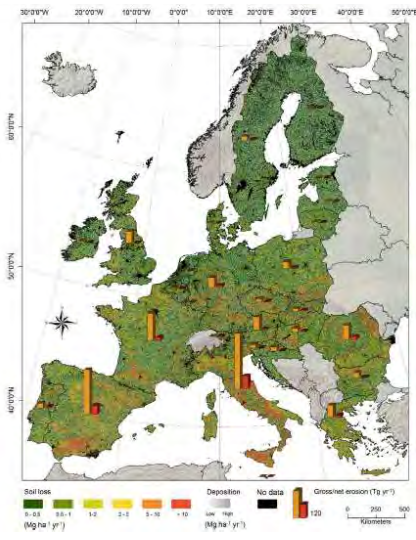 30°0'0"W 20°0'0"W 10°0'0"W 0°0'0"E 10°0'0"E 20°0'0"E 30°0'0"E 40°0'0"E 50°0'0"E
60°0'0"N
50°0'0"N
40°0'0"N
Soil loss Deposition No data Gross/net erosion (Tg yr⁻¹)
0.5 - 1 1-2 5 - 10 > 10 Low High 120 0 250 500
(Mg ha⁻¹ yr⁻¹) (Mg ha⁻¹ yr⁻¹) Kilometers